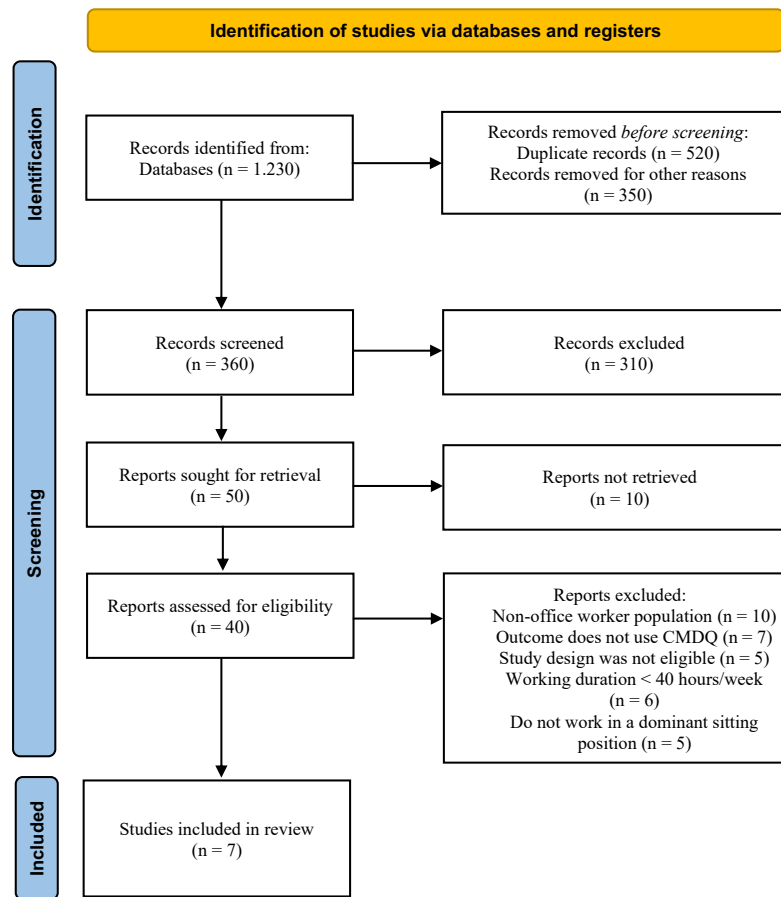 Identification of studies via databases and registers
Identification
Records identified from:
Databases (n = 1.230)
Records removed before screening:
Duplicate records (n = 520)
Records removed for other reasons
(n = 350)
Screening
Records screened
(n = 360)
Records excluded
(n = 310)
Reports sought for retrieval
(n = 50)
Reports not retrieved
(n = 10)
Reports assessed for eligibility
(n = 40)
Reports excluded:
Non-office worker population (n = 10)
Outcome does not use CMDQ (n = 7)
Study design was not eligible (n = 5)
Working duration < 40 hours/week
(n = 6)
Do not work in a dominant sitting
position (n = 5)
Included
Studies included in review
(n = 7)